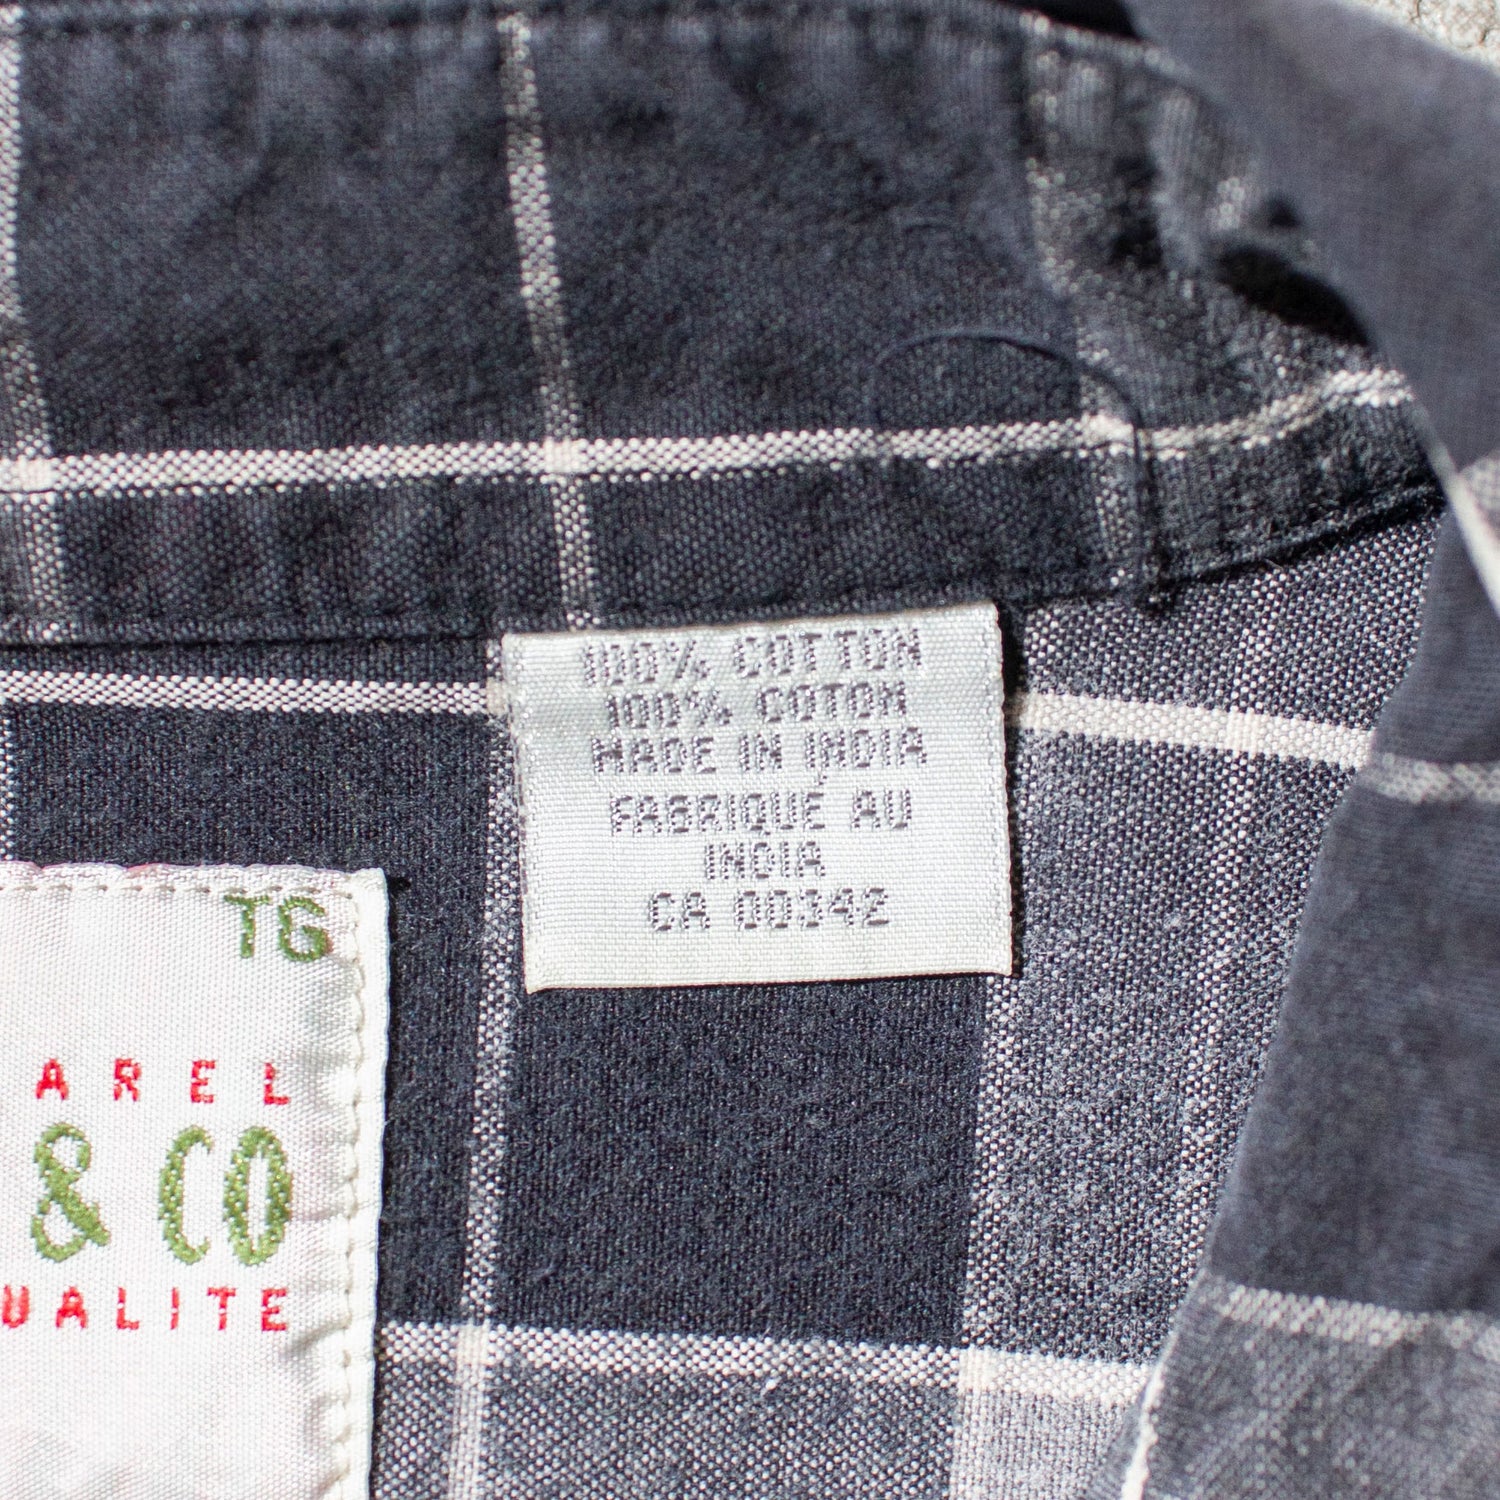 100% COTTON
100% COTON
MADE IN INDIA
FABRIQUE AU
INDIA
CA 00342
TG
AREL
& CO
UALITE